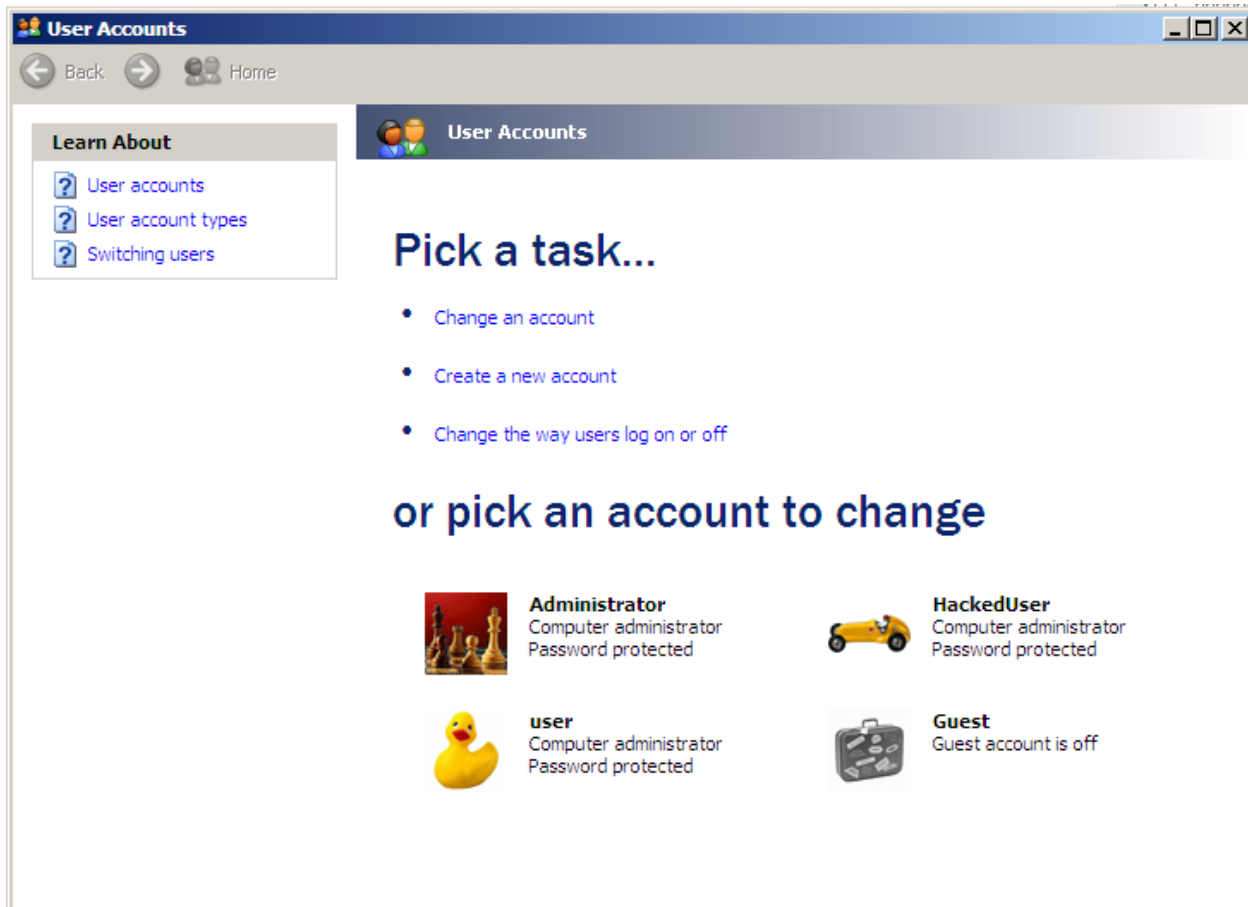 User Accounts
Back
Home
Learn About
User accounts
User account types
Switching users
User Accounts
Pick a task...
Change an account
Create a new account
Change the way users log on or off
or pick an account to change
Administrator
Computer administrator
Password protected
HackedUser
Computer administrator
Password protected
user
Computer administrator
Password protected
Guest
Guest account is off